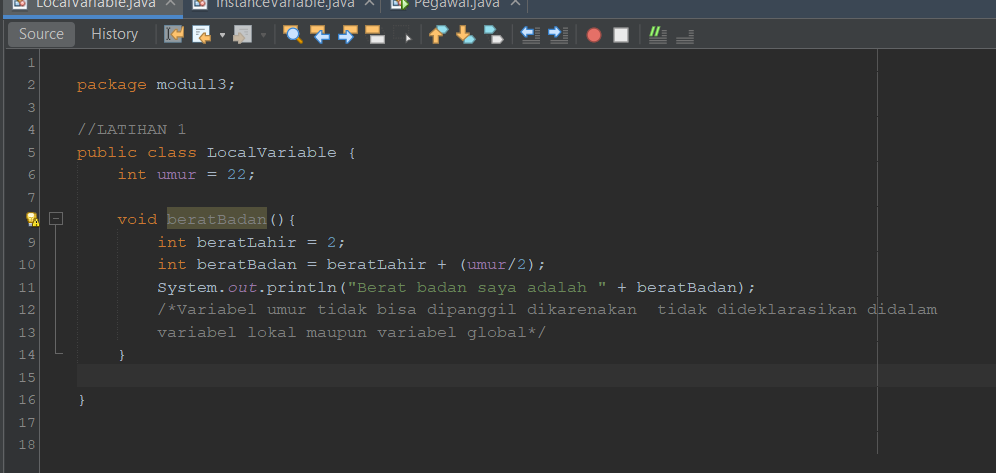 LocalVariable.java
InstanceVariable.java
Pegawai.java
Source
History
1
2 package modull3;
3
4 //LATIHAN 1
5 public class LocalVariable {
6 int umur = 22;
7
void beratBadan(){
9 int beratLahir = 2;
10 int beratBadan = beratLahir + (umur/2);
11 System.out.println("Berat badan saya adalah " + beratBadan);
12 /*Variabel umur tidak bisa dipanggil dikarenakan  tidak dideklarasikan didalam
13 variabel lokal maupun variabel global*/
14 }
15
16 }
17
18